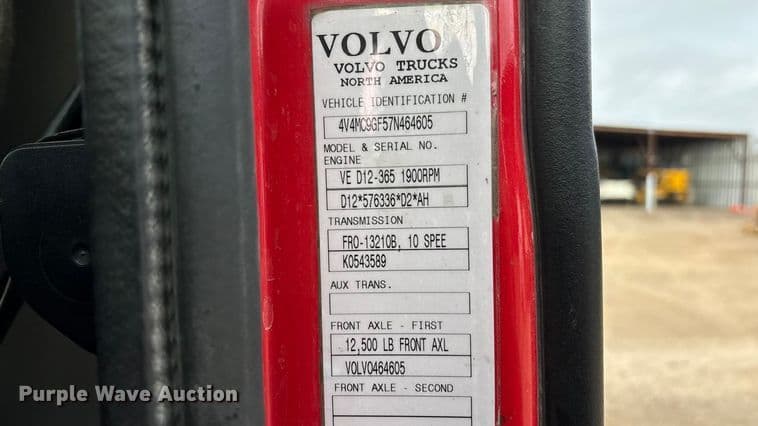 VOLVO
VOLVO TRUCKS
NORTH AMERICA
VEHICLE IDENTIFICATION #
4V4MC9GF57N464605
MODEL & SERIAL NO.
ENGINE
VE D12-365 1900RPM
D12*576336*D2*AH
TRANSMISSION
FRO-13210B, 10 SPEE
K0543589
AUX TRANS.
FRONT AXLE - FIRST
12,500 LB FRONT AXL
VOLVO464605
FRONT AXLE - SECOND
Purple Wave Auction®